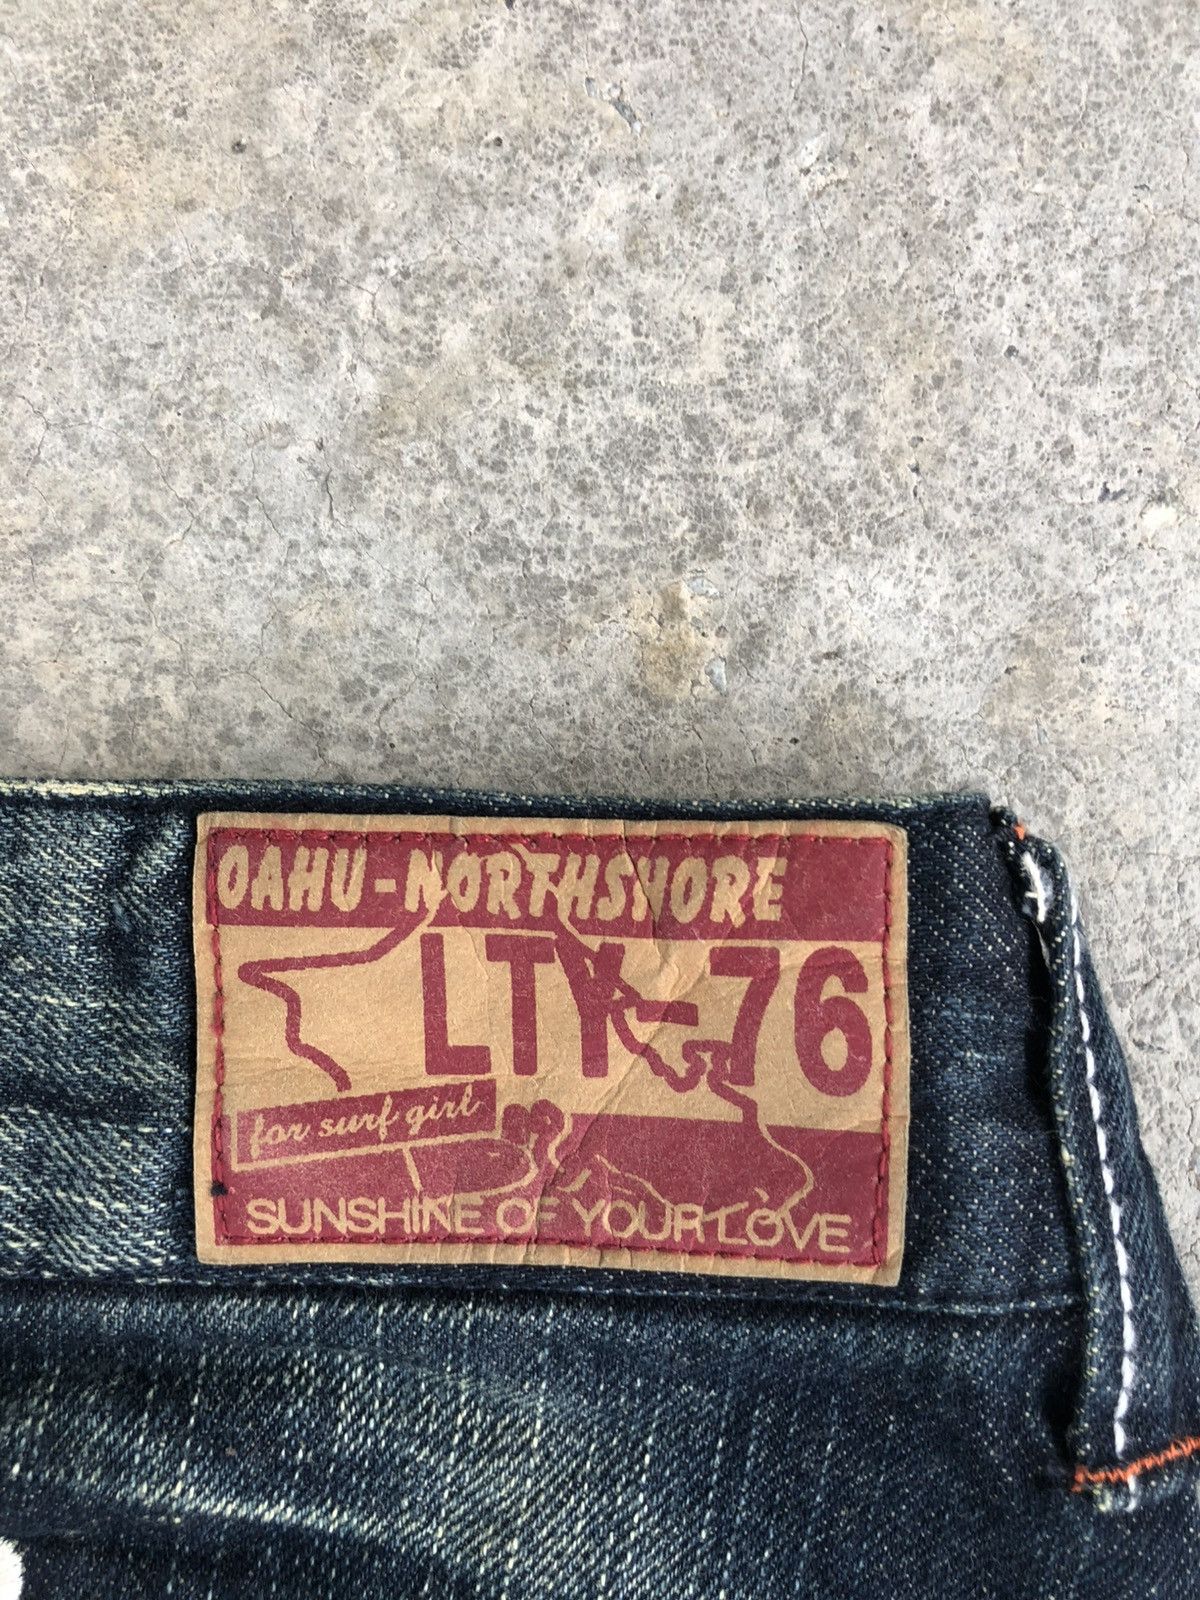 OAHU-NORTHSHORE
LTY-76
for surf girl
SUNSHINE OF YOUR LOVE